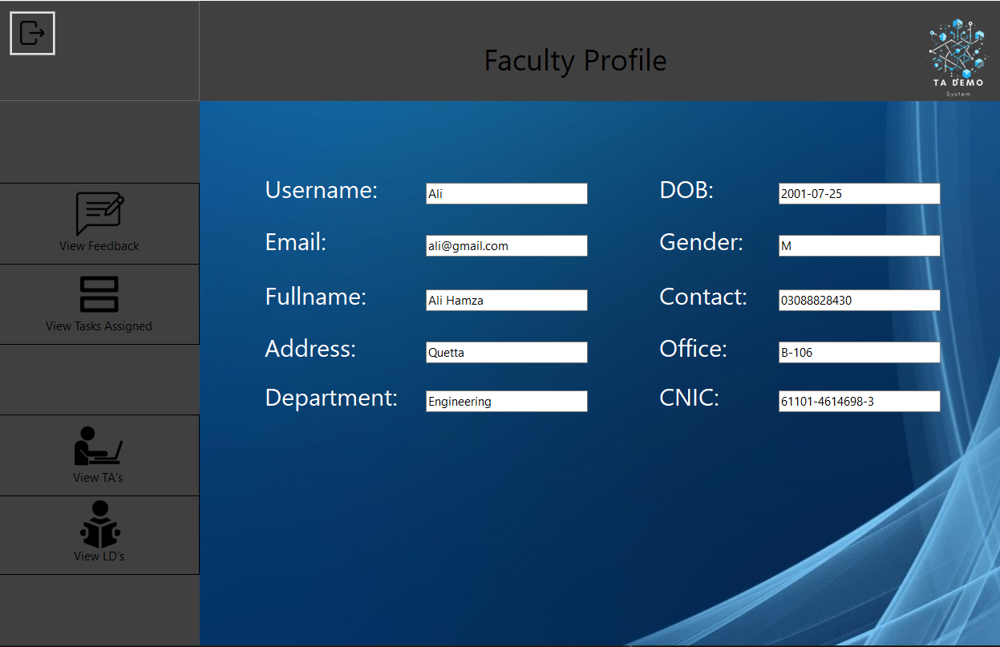 Faculty Profile
TA DEMO
System
View Feedback
View Tasks Assigned
View TA's
View LD's
Username: Ali
DOB: 2001-07-25
Email: ali@gmail.com
Gender: M
Fullname: Ali Hamza
Contact: 03088828430
Address: Quetta
Office: B-106
Department: Engineering
CNIC: 61101-4614698-3